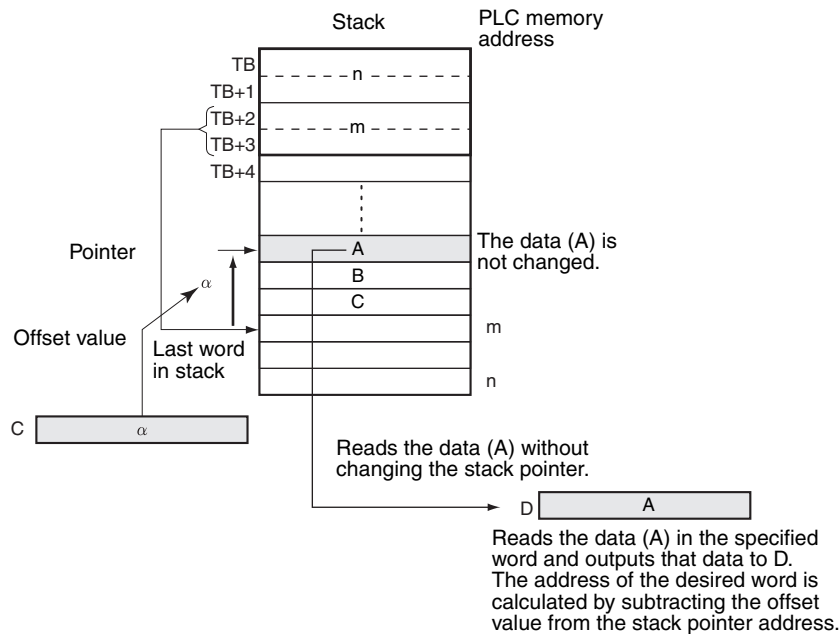 Stack
PLC memory
address
TB
n
TB+1
TB+2
m
TB+3
TB+4
Pointer
A
The data (A) is
not changed.
α
B
C
Offset value
m
Last word
in stack
n
C
α
Reads the data (A) without
changing the stack pointer.
D
A
Reads the data (A) in the specified
word and outputs that data to D.
The address of the desired word is
calculated by subtracting the offset
value from the stack pointer address.